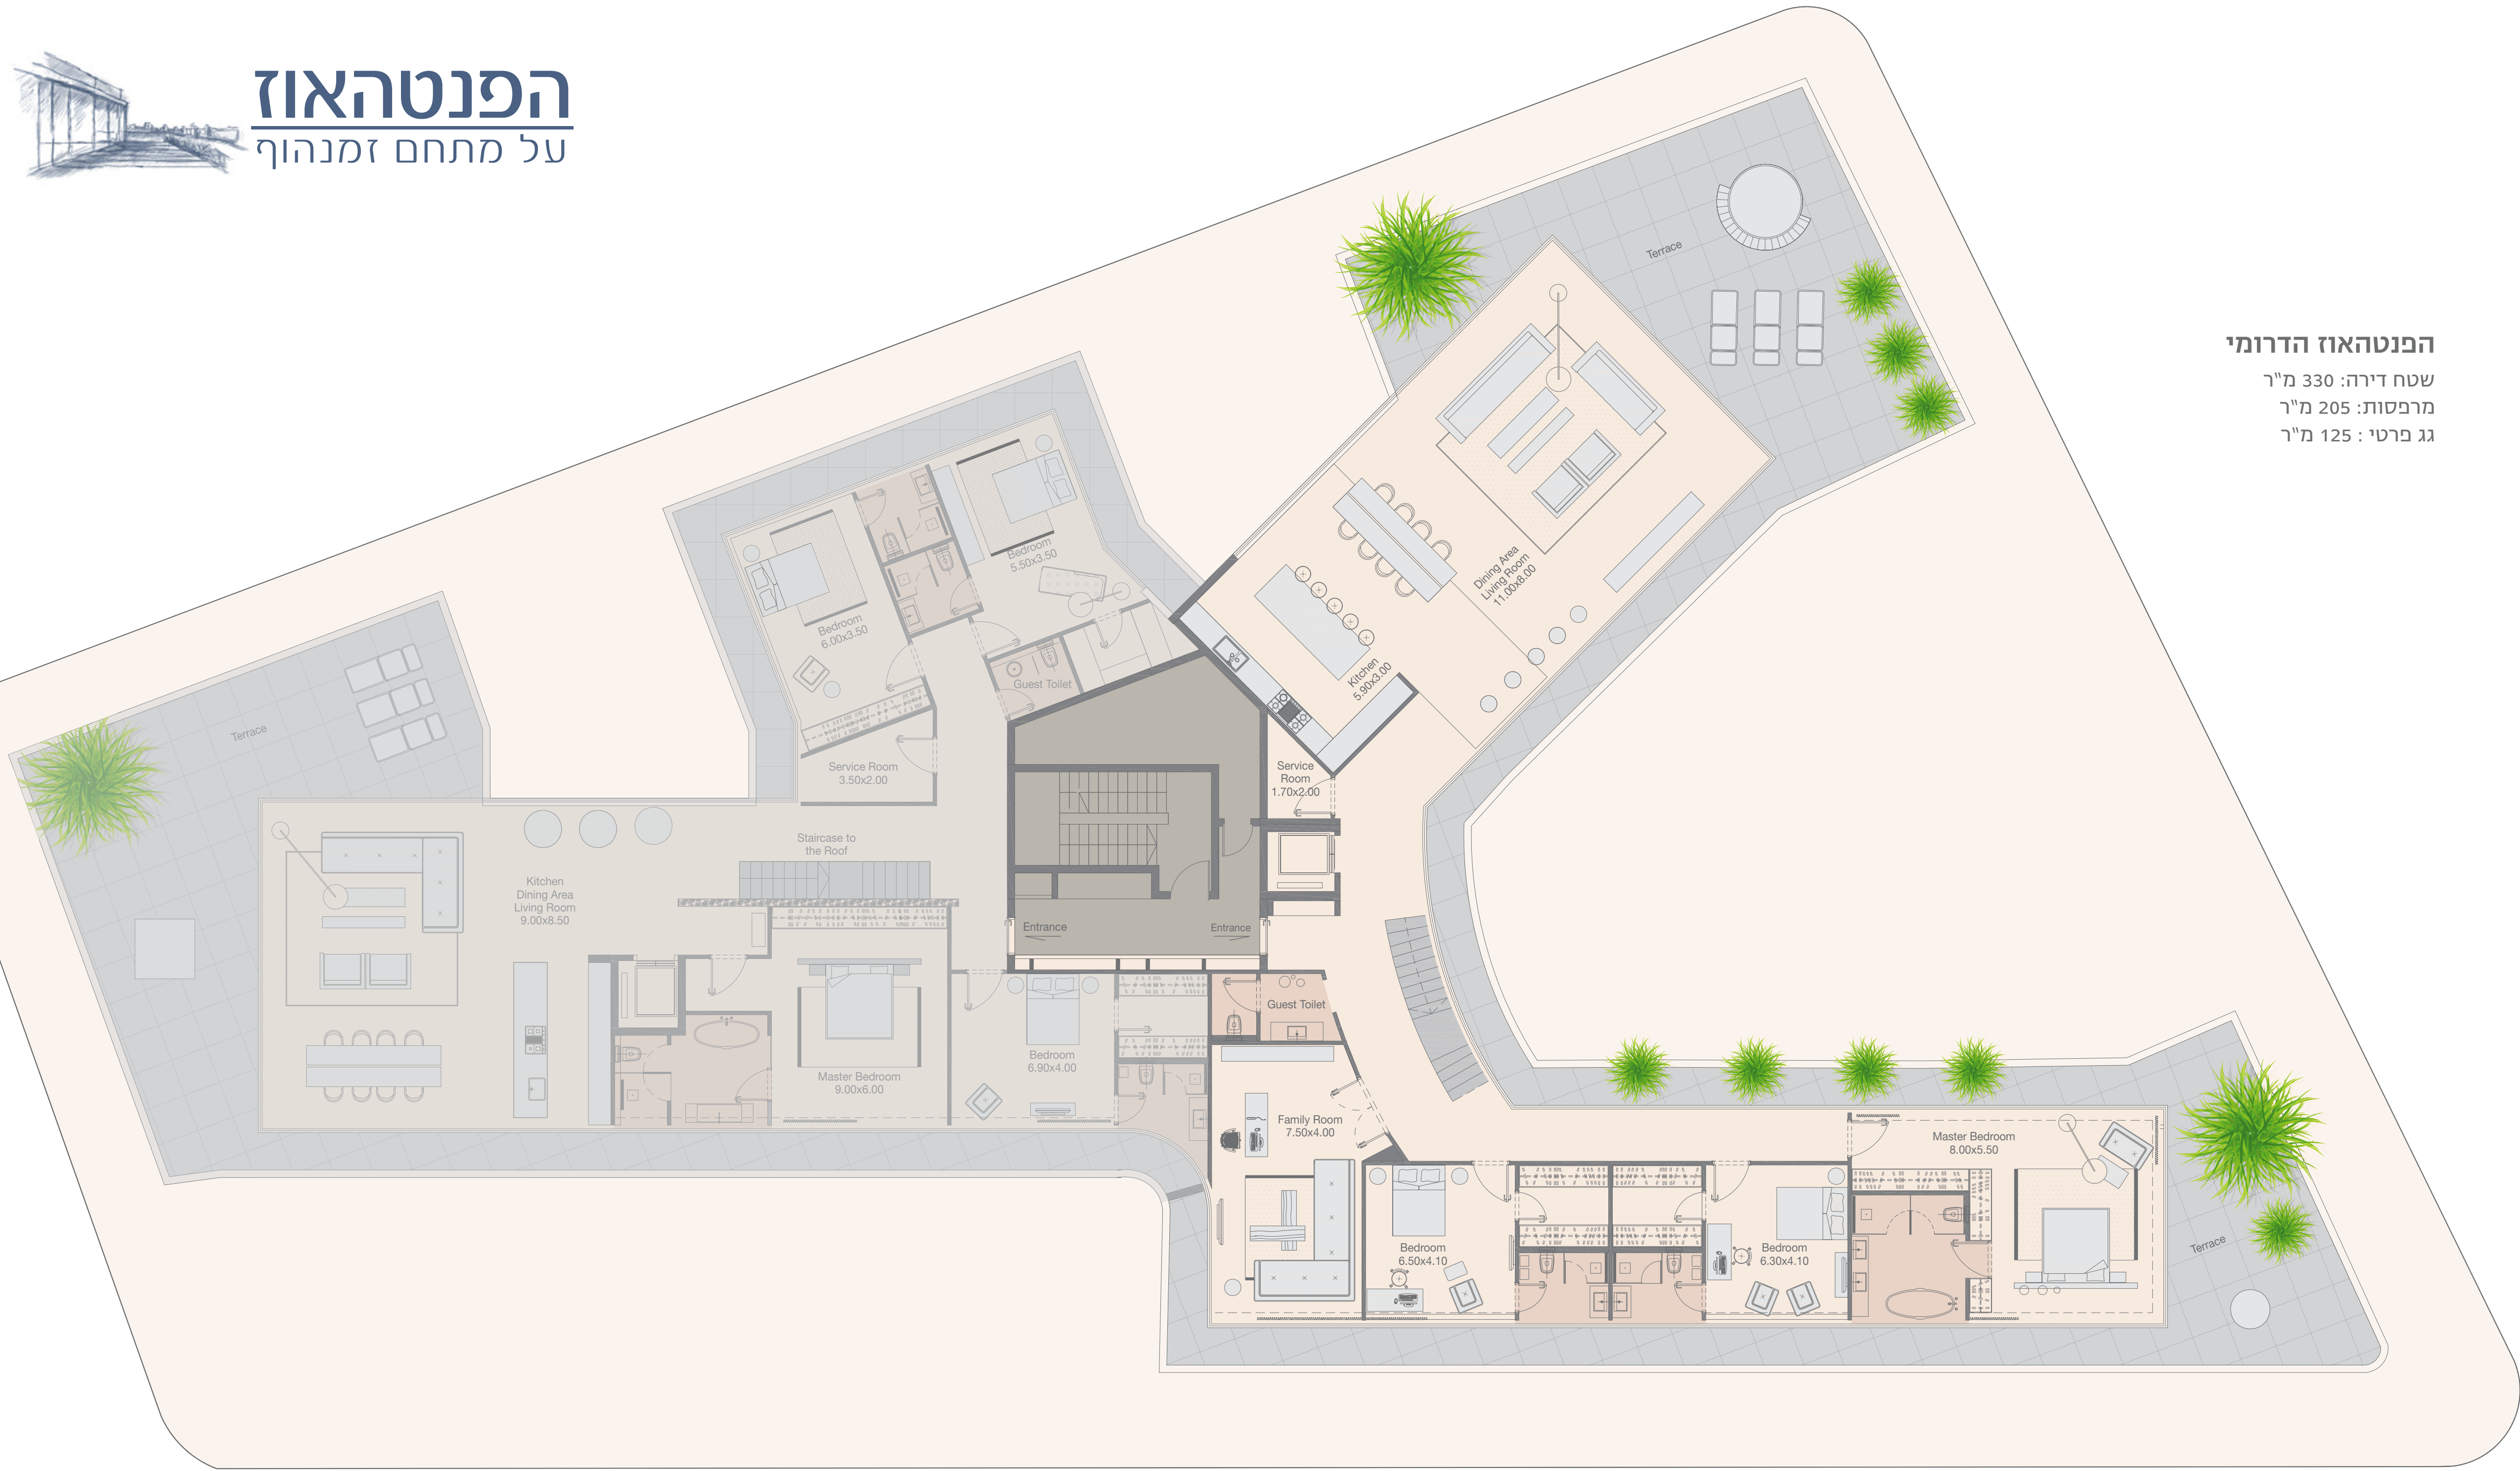 הפנטהאוז
על מתחם זמנהוף
הפנטהאוז הדרומי
שטח דירה: 330 מ"ר
מרפסות: 205 מ"ר
גג פרטי : 125 מ"ר
Terrace
Dining Area
Living Room
11.00x8.00
Kitchen
5.90x3.00
Bedroom
5.50x3.50
Bedroom
6.00x3.50
Guest Toilet
Terrace
Service Room
3.50x2.00
Service
Room
1.70x2.00
Staircase to
the Roof
Kitchen
Dining Area
Living Room
9.00x8.50
Entrance
Entrance
Guest Toilet
Master Bedroom
9.00x6.00
Bedroom
6.90x4.00
Family Room
7.50x4.00
Master Bedroom
8.00x5.50
Bedroom
6.50x4.10
Bedroom
6.30x4.10
Terrace